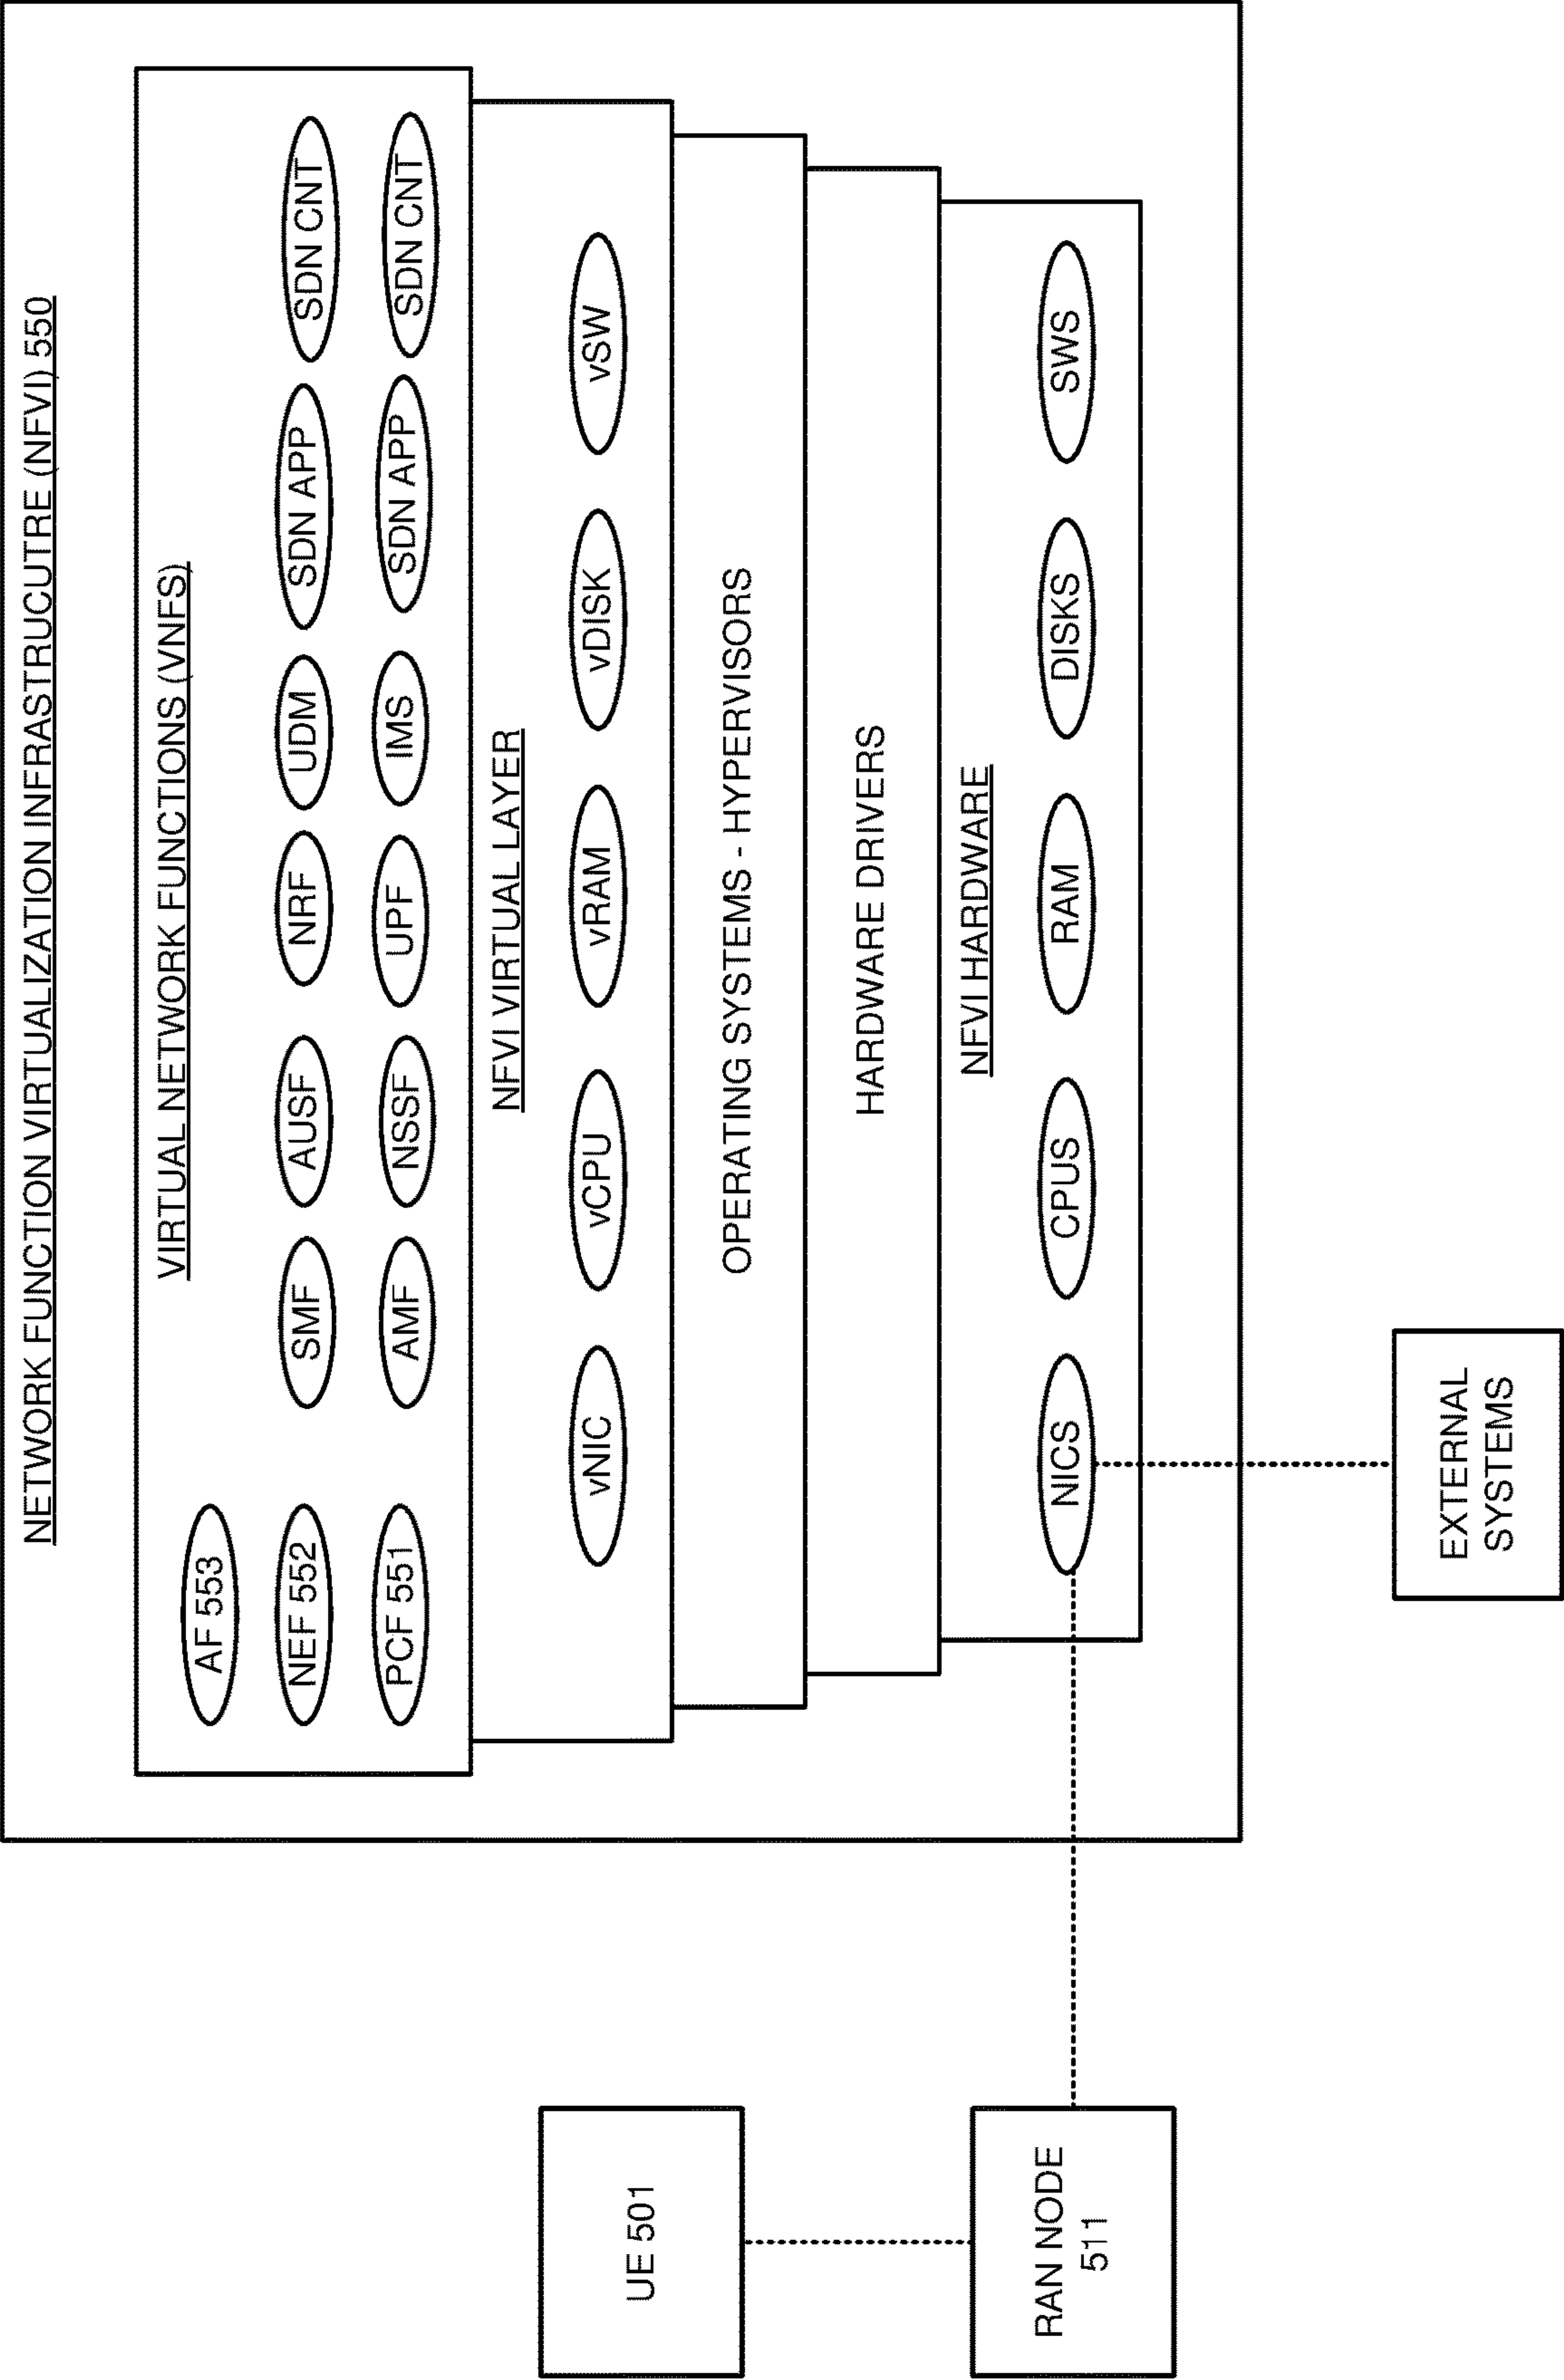 NETWORK FUNCTION VIRTUALIZATION INFRASTRUCUTRE (NFVI) 550
VIRTUAL NETWORK FUNCTIONS (VNFS)
AF 553
NEF 552 SMF AUSF NRF UDM SDN APP SDN CNT
PCF 551 AMF NSSF UPF IMS SDN APP SDN CNT
NFVI VIRTUAL LAYER
vNIC vCPU vRAM vDISK vSW
OPERATING SYSTEMS - HYPERVISORS
HARDWARE DRIVERS
NFVI HARDWARE
NICS CPUS RAM DISKS SWS
UE 501
RAN NODE
511
EXTERNAL
SYSTEMS